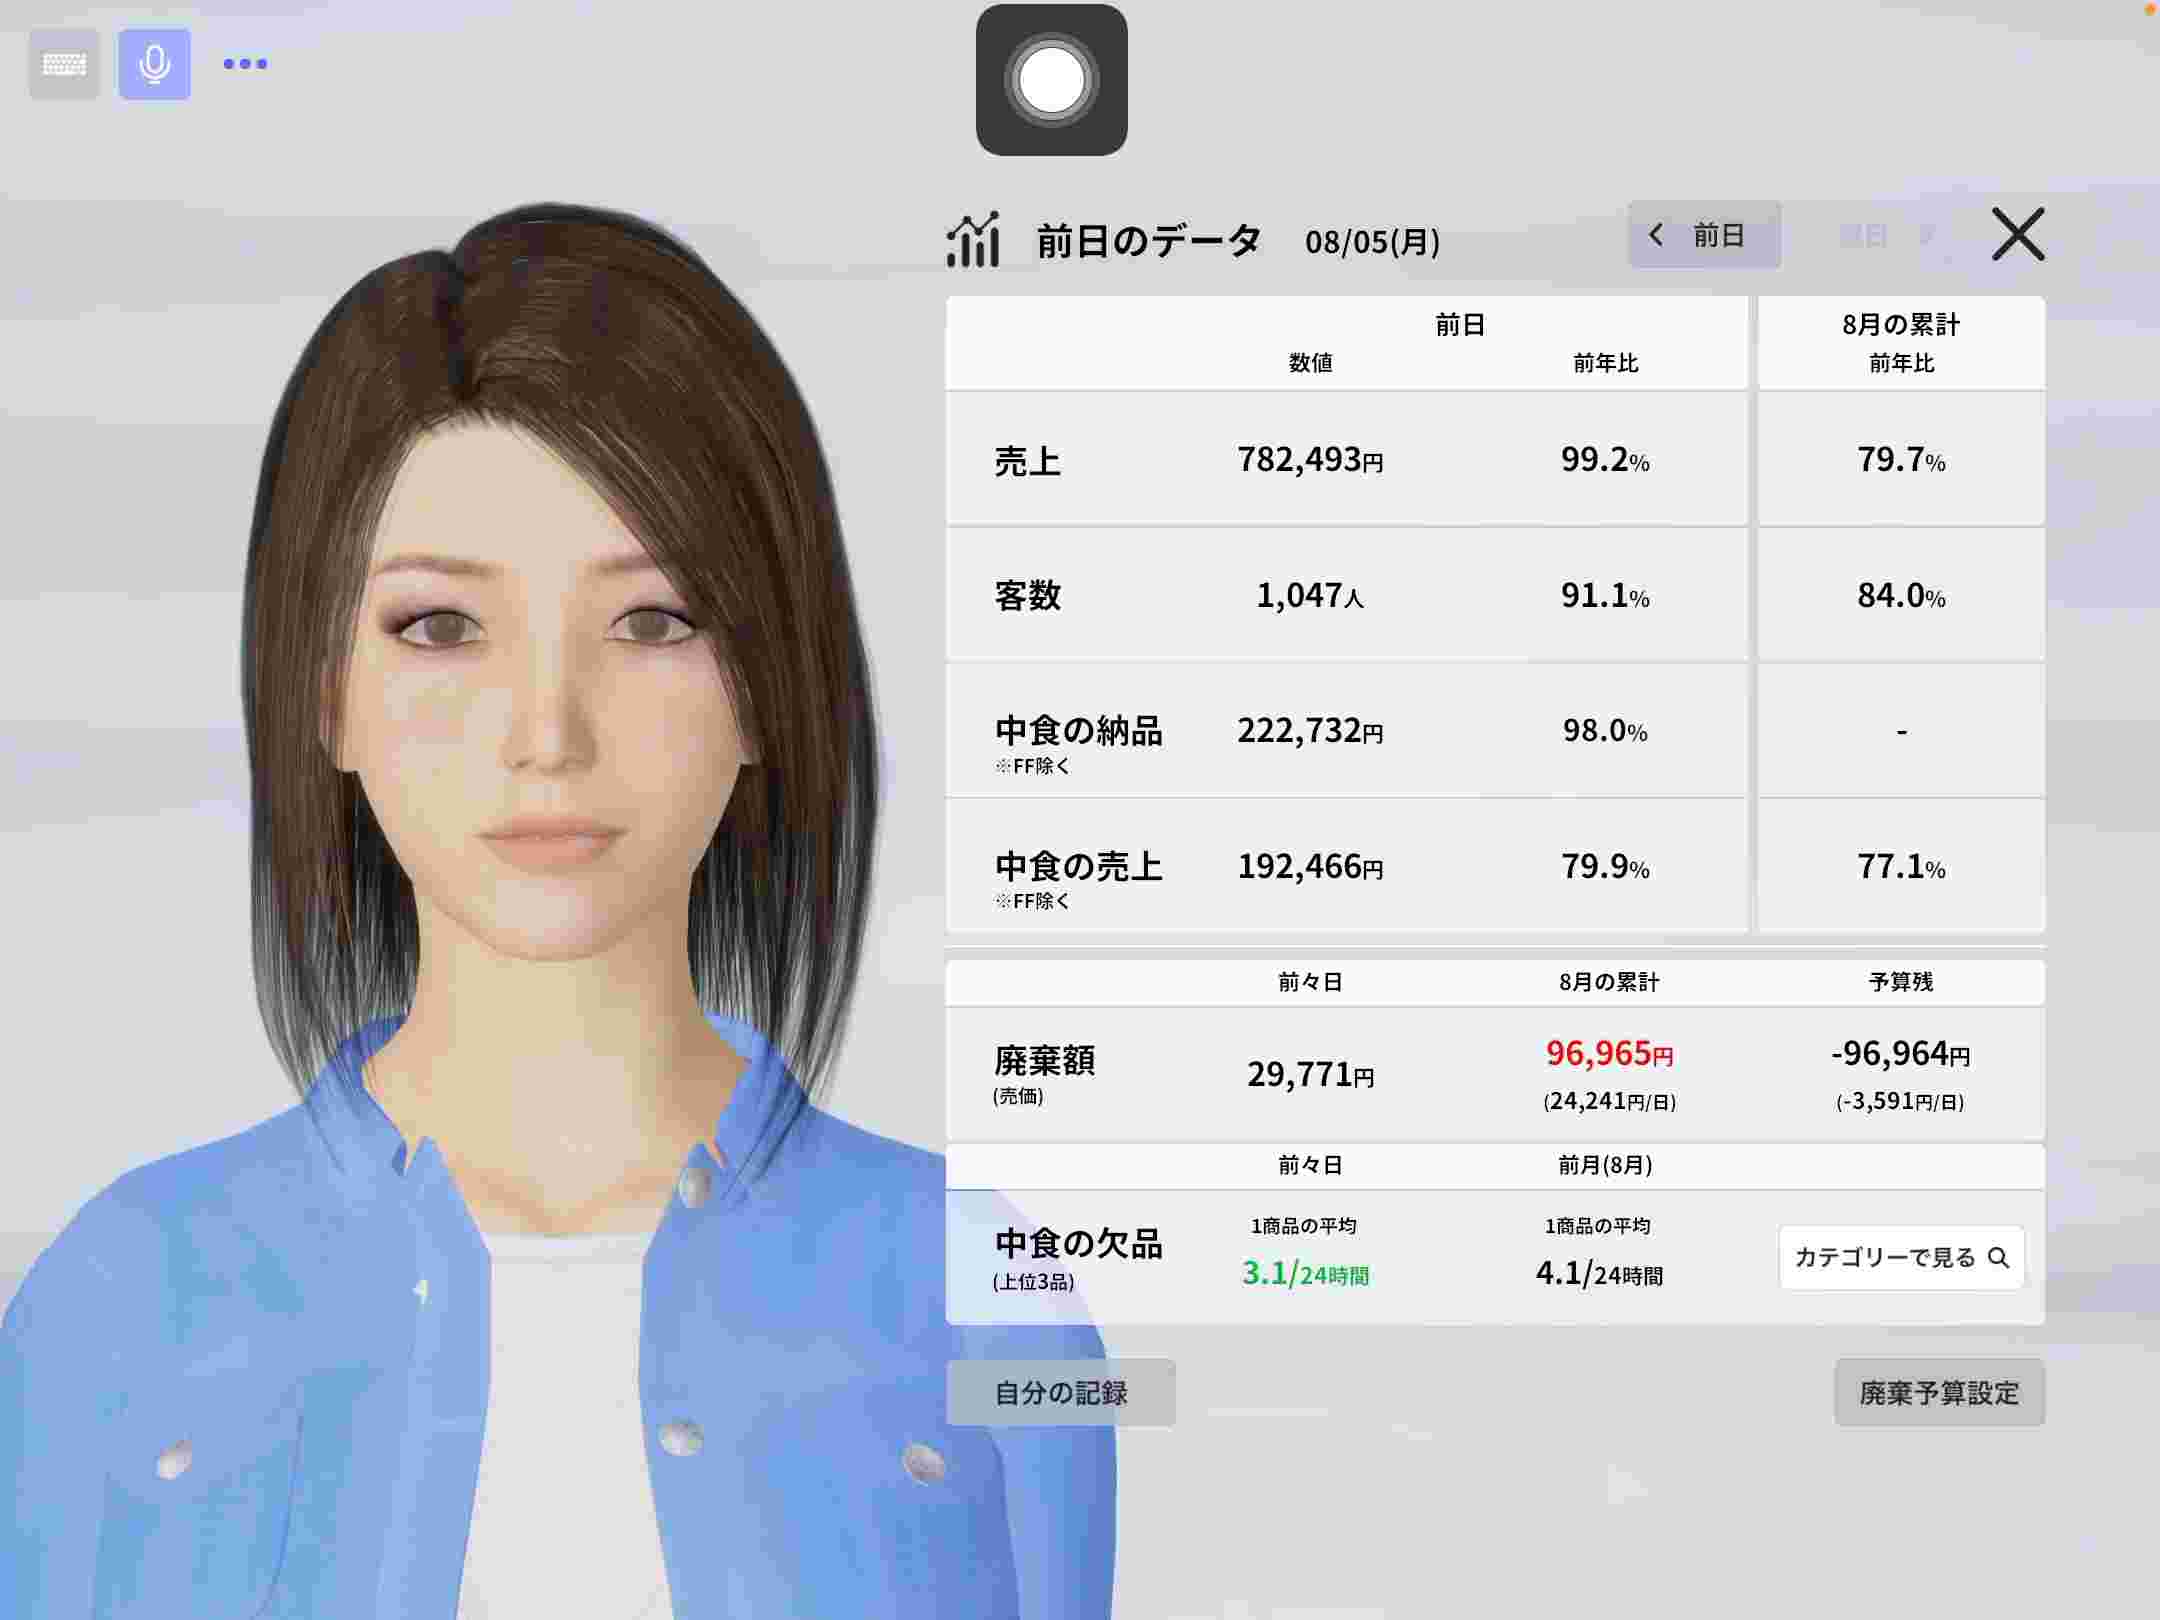 前日のデータ 08/05(月) 前日 翌日
前日 8月の累計
数値 前年比 前年比
売上 782,493円 99.2% 79.7%
客数 1,047人 91.1% 84.0%
中食の納品 222,732円 98.0% -
※FF除く
中食の売上 192,466円 79.9% 77.1%
※FF除く
前々日 8月の累計 予算残
廃棄額 29,771円 96,965円 -96,964円
(売価) (24,241円/日) (-3,591円/日)
前々日 前月(8月)
1商品の平均 1商品の平均
中食の欠品 3.1/24時間 4.1/24時間 カテゴリーで見る
(上位3品)
自分の記録 廃棄予算設定